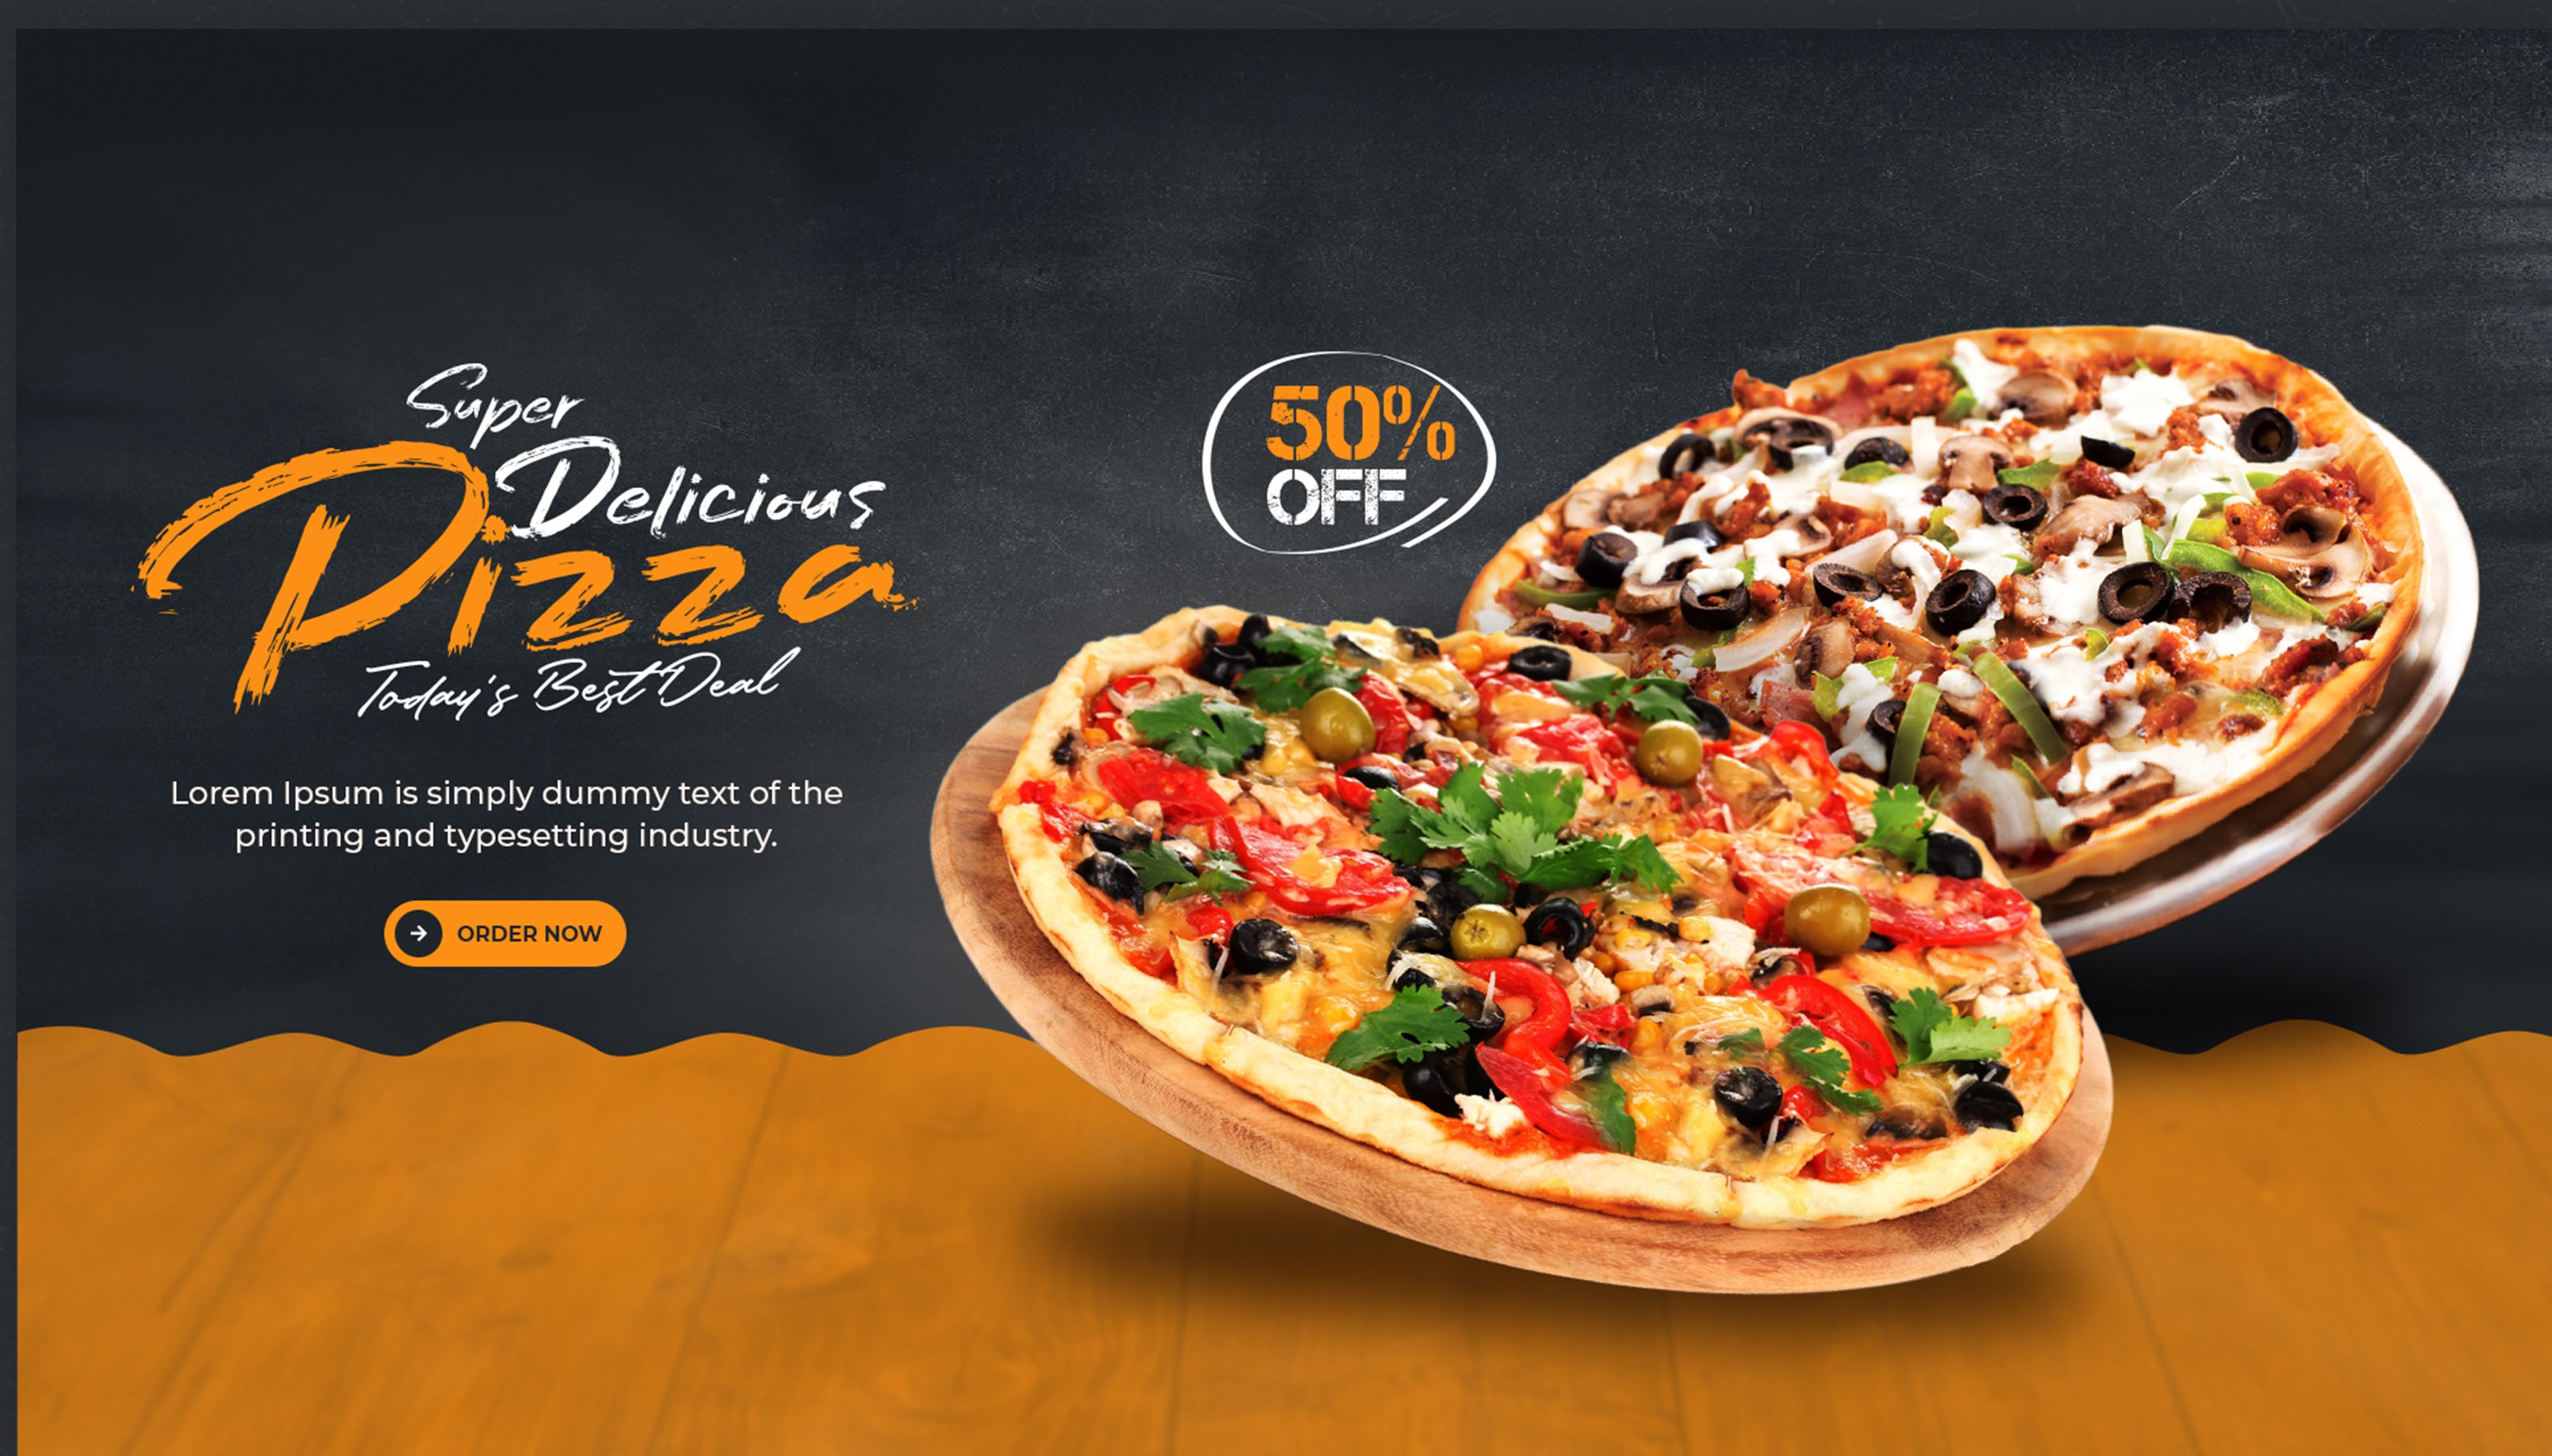 Super
Delicious
Pizza
Today's Best Deal
Lorem Ipsum is simply dummy text of the
printing and typesetting industry.
ORDER NOW
50%
OFF